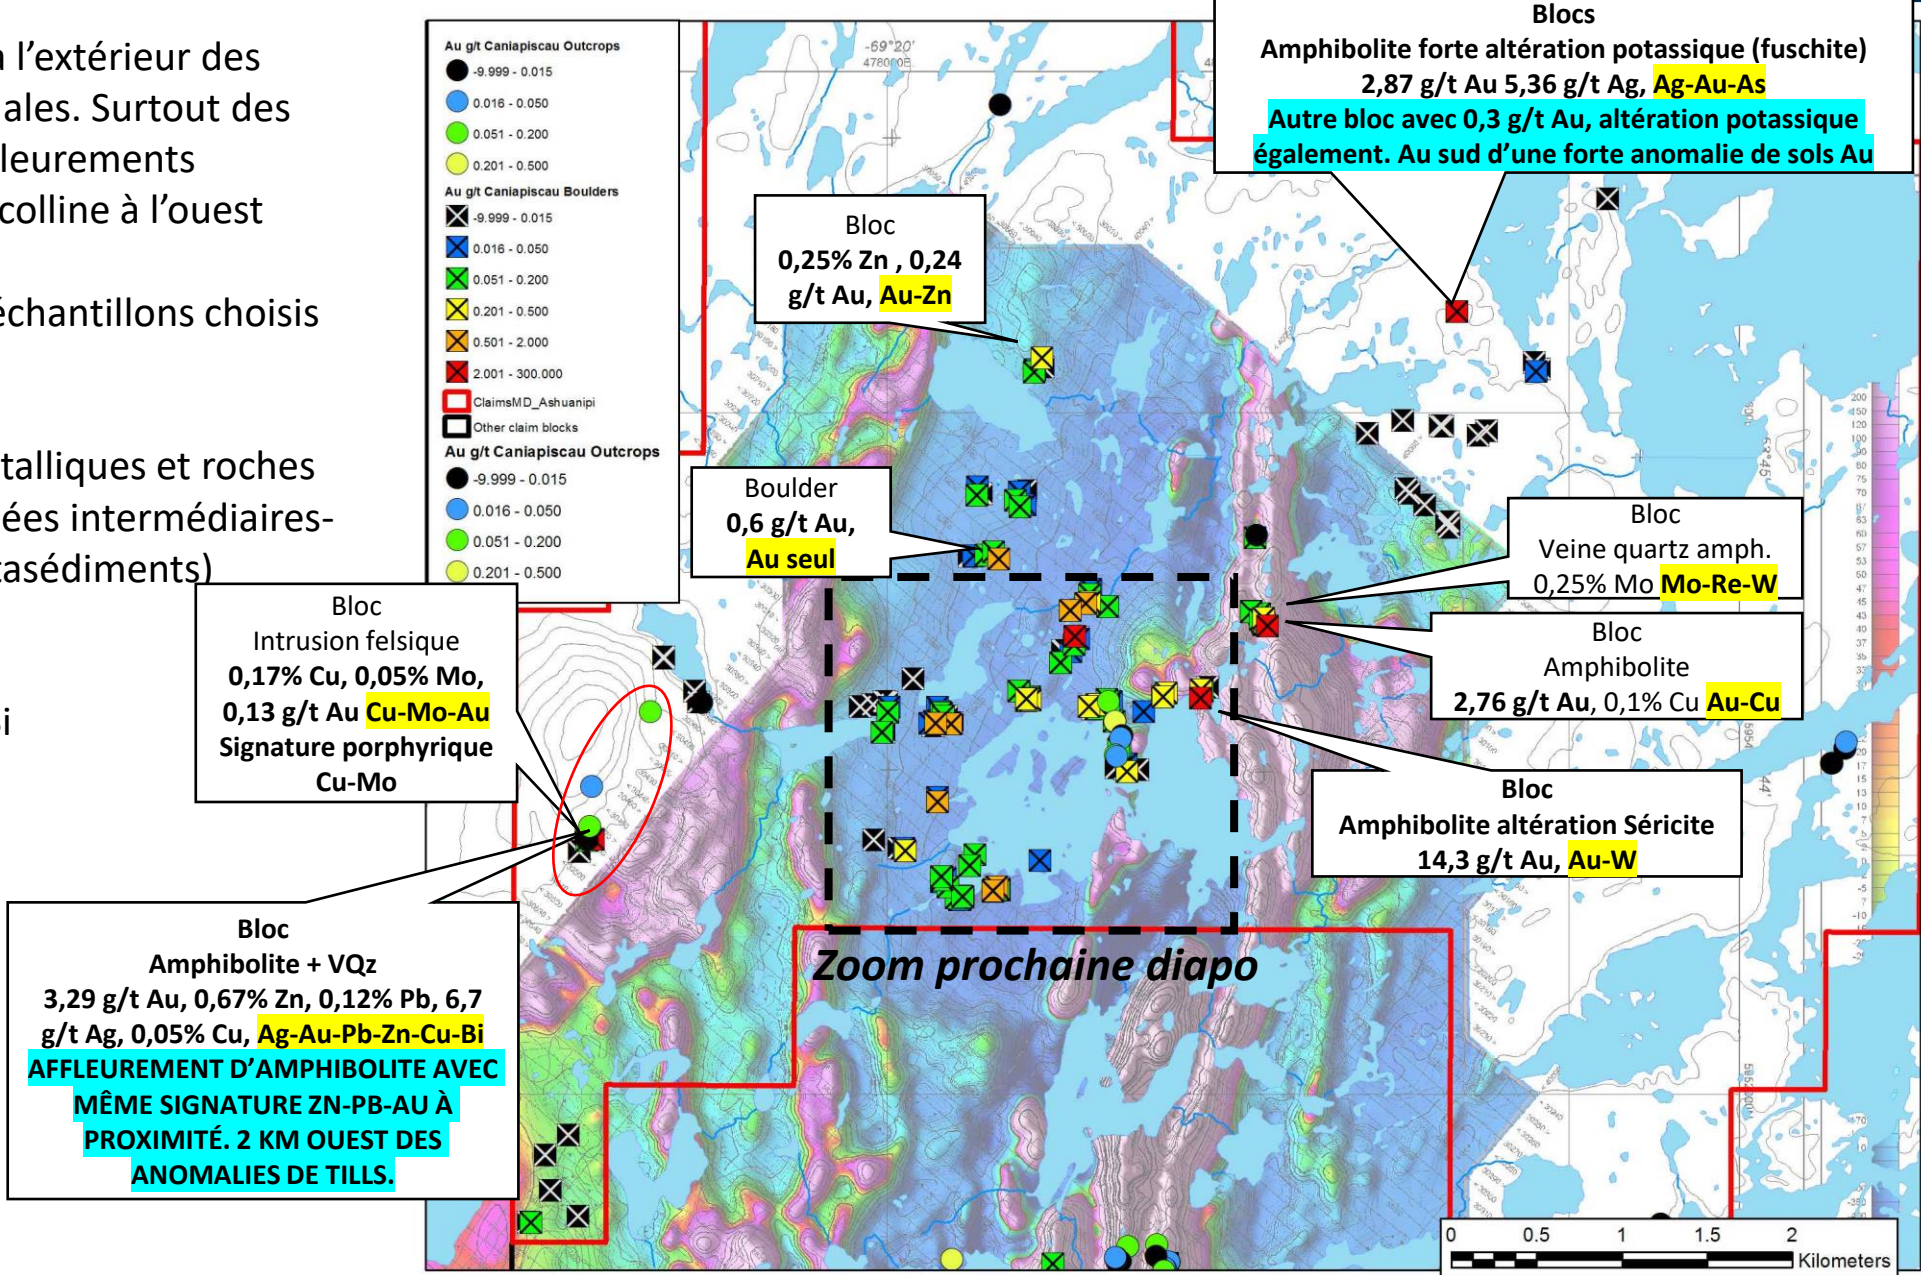 à l’extérieur des
ales. Surtout des
leurements
colline à l’ouest
échantillons choisis
talliques et roches
ées intermédiaires-
tasédiments)
i
Au g/t Caniapiscau Outcrops
-9.999 - 0.015
0.016 - 0.050
0.051 - 0.200
0.201 - 0.500
Au g/t Caniapiscau Boulders
-9.999 - 0.015
0.016 - 0.050
0.051 - 0.200
0.201 - 0.500
0.501 - 2.000
2.001 - 300.000
ClaimsMD_Ashuanipi
Other claim blocks
Au g/t Caniapiscau Outcrops
-9.999 - 0.015
0.016 - 0.050
0.051 - 0.200
0.201 - 0.500
-69°20'
478000E
Blocs
Amphibolite forte altération potassique (fuschite)
2,87 g/t Au 5,36 g/t Ag, Ag-Au-As
Autre bloc avec 0,3 g/t Au, altération potassique
également. Au sud d’une forte anomalie de sols Au
Bloc
0,25% Zn , 0,24
g/t Au, Au-Zn
Boulder
0,6 g/t Au,
Au seul
Bloc
Veine quartz amph.
0,25% Mo Mo-Re-W
Bloc
Amphibolite
2,76 g/t Au, 0,1% Cu Au-Cu
Bloc
Intrusion felsique
0,17% Cu, 0,05% Mo,
0,13 g/t Au Cu-Mo-Au
Signature porphyrique
Cu-Mo
Bloc
Amphibolite altération Séricite
14,3 g/t Au, Au-W
Bloc
Amphibolite + VQz
3,29 g/t Au, 0,67% Zn, 0,12% Pb, 6,7
g/t Ag, 0,05% Cu, Ag-Au-Pb-Zn-Cu-Bi
AFFLEUREMENT D’AMPHIBOLITE AVEC
MÊME SIGNATURE ZN-PB-AU À
PROXIMITÉ. 2 KM OUEST DES
ANOMALIES DE TILLS.
Zoom prochaine diapo
53°45'
44'
0 0.5 1 1.5 2
Kilometers